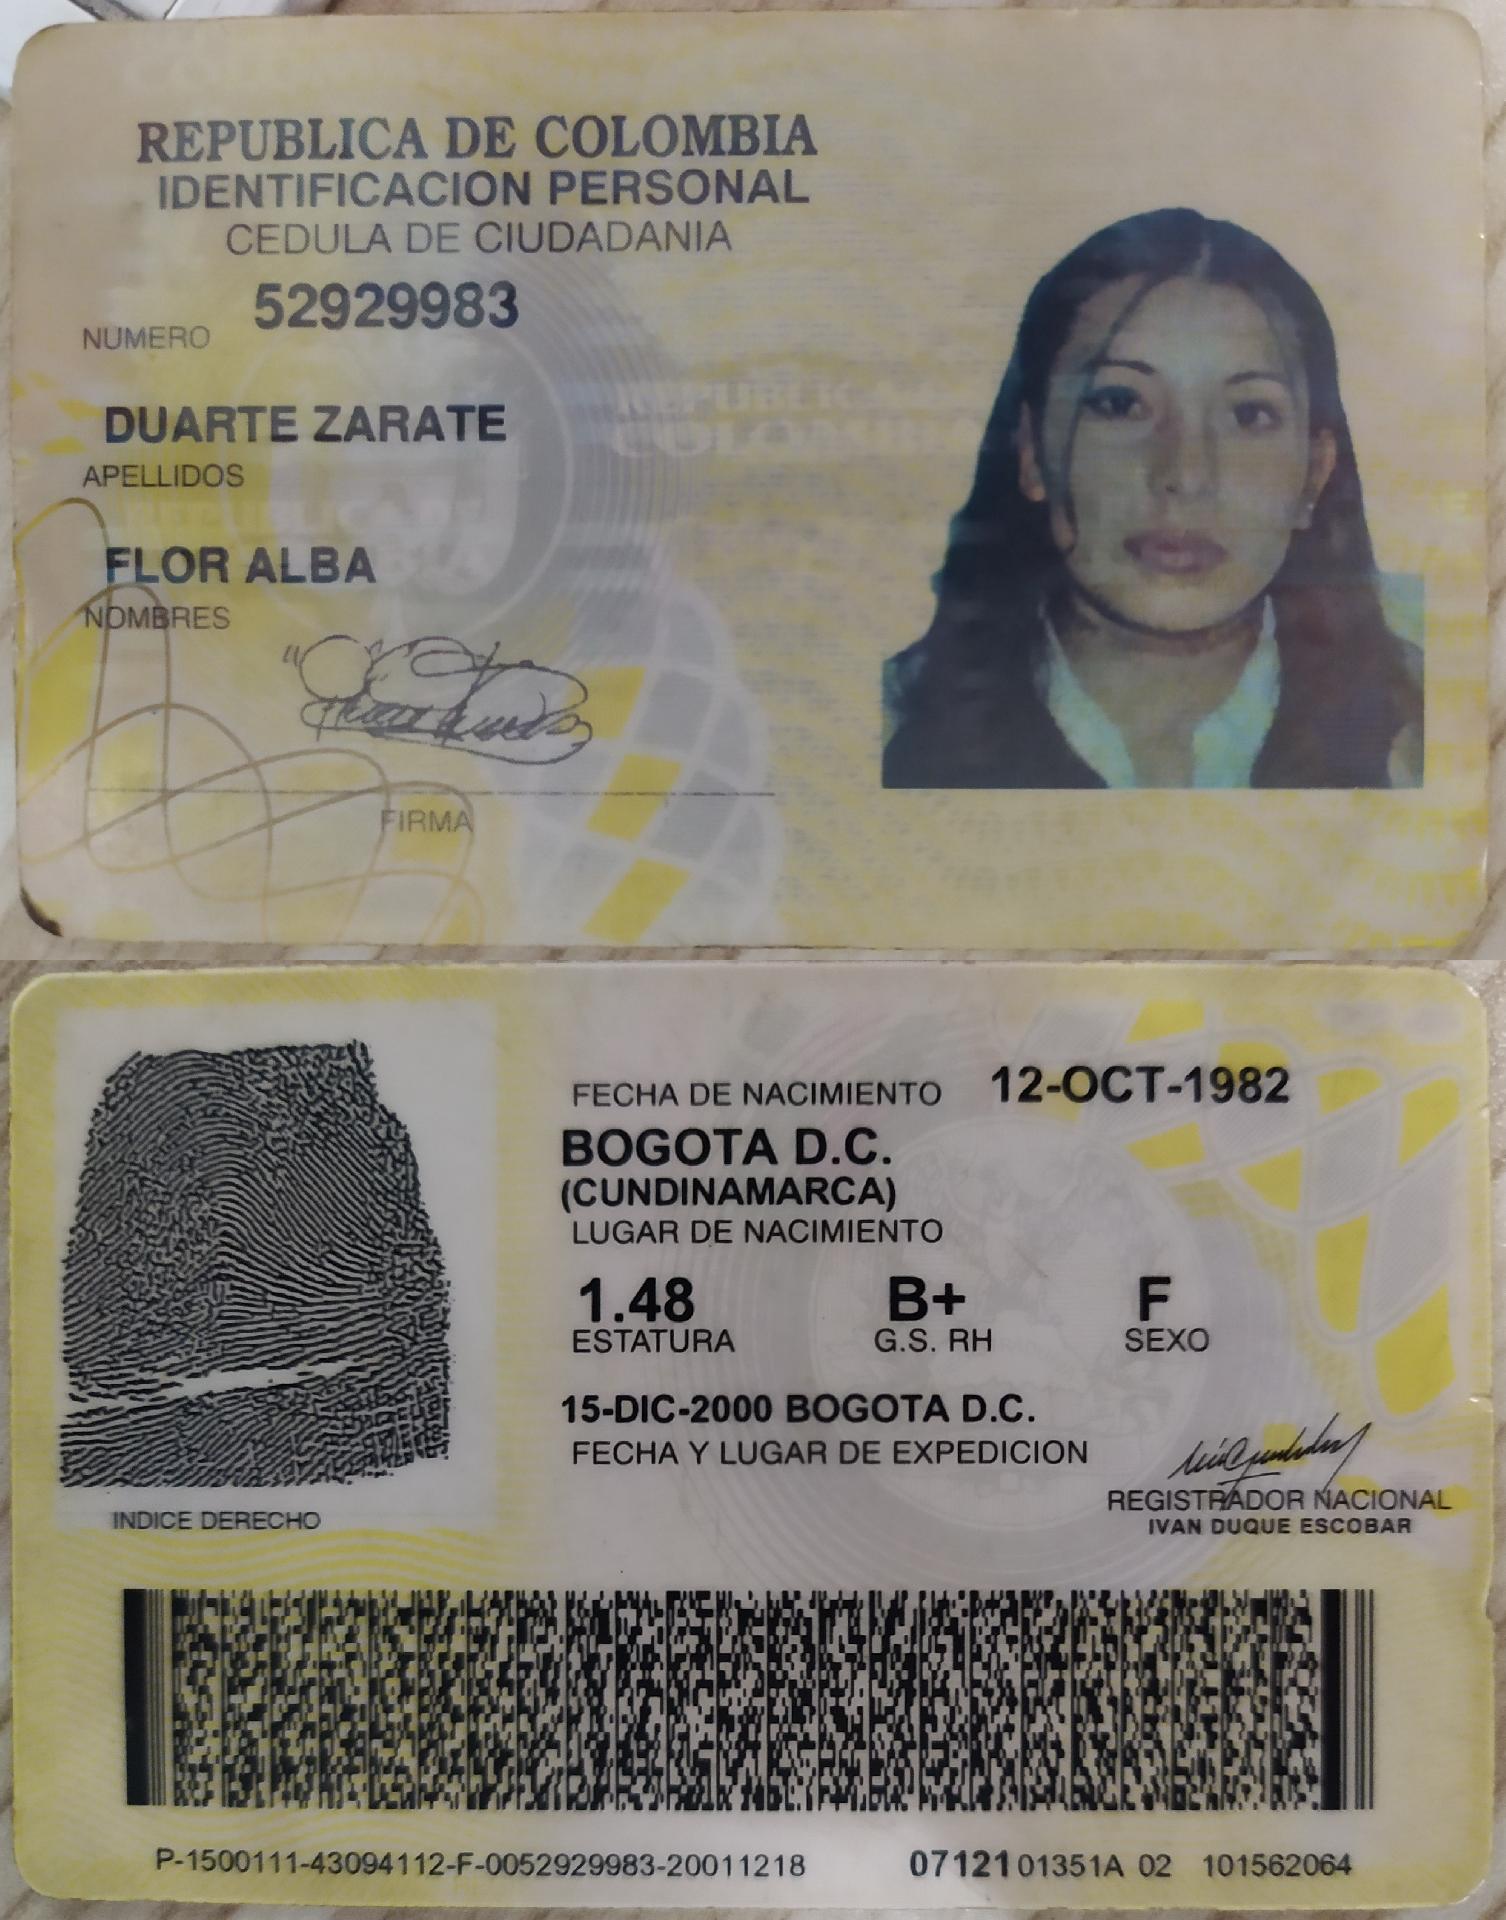 REPUBLICA DE COLOMBIA
IDENTIFICACION PERSONAL
CEDULA DE CIUDADANIA
52929983
NUMERO
DUARTE ZARATE
APELLIDOS
FLOR ALBA
NOMBRES
FIRMA
REPUBLICA DE
COLOMBIA
FECHA DE NACIMIENTO 12-OCT-1982
BOGOTA D.C.
(CUNDINAMARCA)
LUGAR DE NACIMIENTO
1.48 B+ F
ESTATURA G.S. RH SEXO
15-DIC-2000 BOGOTA D.C.
FECHA Y LUGAR DE EXPEDICION
REGISTRADOR NACIONAL
IVAN DUQUE ESCOBAR
INDICE DERECHO
P-1500111-43094112-F-0052929983-20011218 07121 01351A 02 101562064